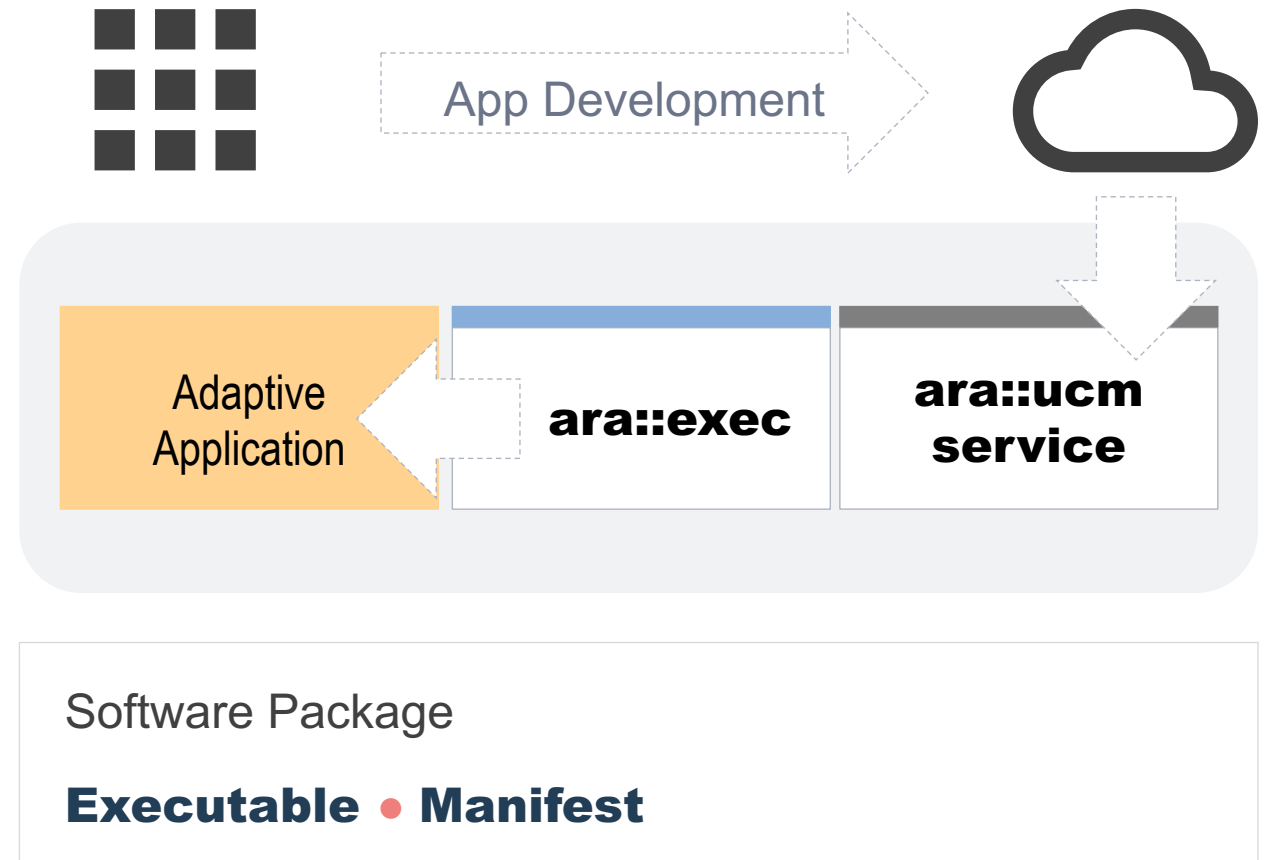 App Development
Adaptive
Application
ara::exec
ara::ucm
service
Software Package
Executable • Manifest